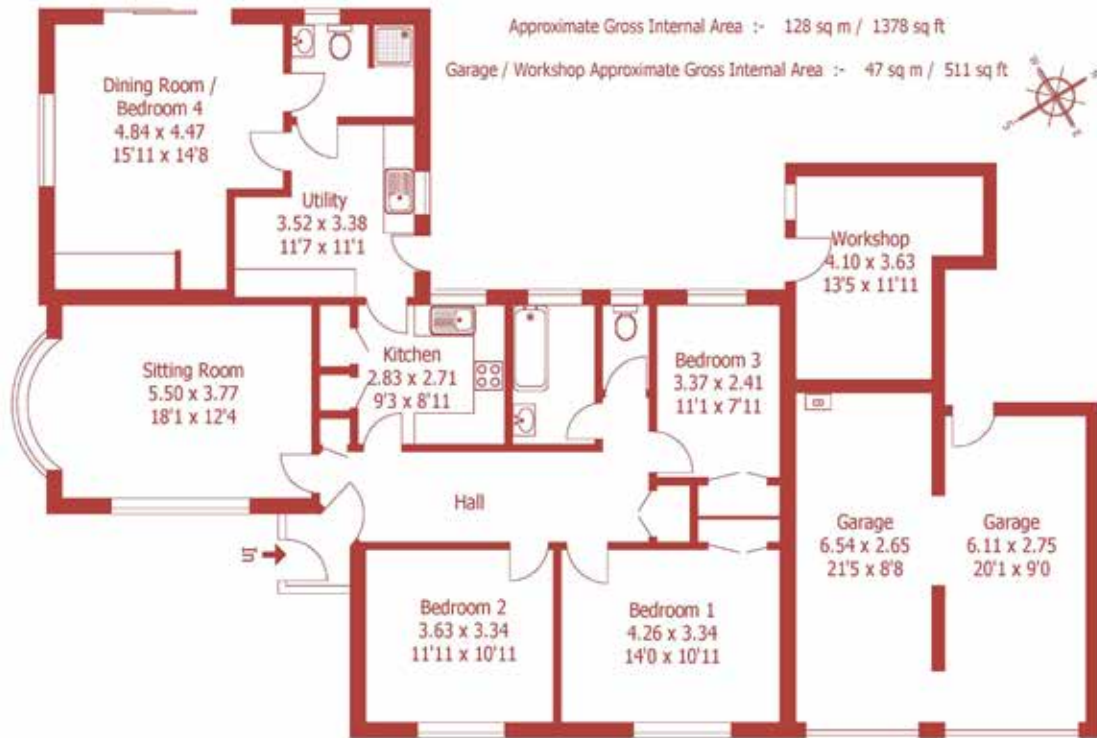 Approximate Gross Internal Area :- 128 sq m / 1378 sq ft
Garage / Workshop Approximate Gross Internal Area :- 47 sq m / 511 sq ft
Dining Room /
Bedroom 4
4.84 x 4.47
15'11 x 14'8
Utility
3.52 x 3.38
11'7 x 11'1
Workshop
4.10 x 3.63
13'5 x 11'11
Sitting Room
5.50 x 3.77
18'1 x 12'4
Kitchen
2.83 x 2.71
9'3 x 8'11
Bedroom 3
3.37 x 2.41
11'1 x 7'11
Hall
Garage
6.54 x 2.65
21'5 x 8'8
Garage
6.11 x 2.75
20'1 x 9'0
In
Bedroom 2
3.63 x 3.34
11'11 x 10'11
Bedroom 1
4.26 x 3.34
14'0 x 10'11